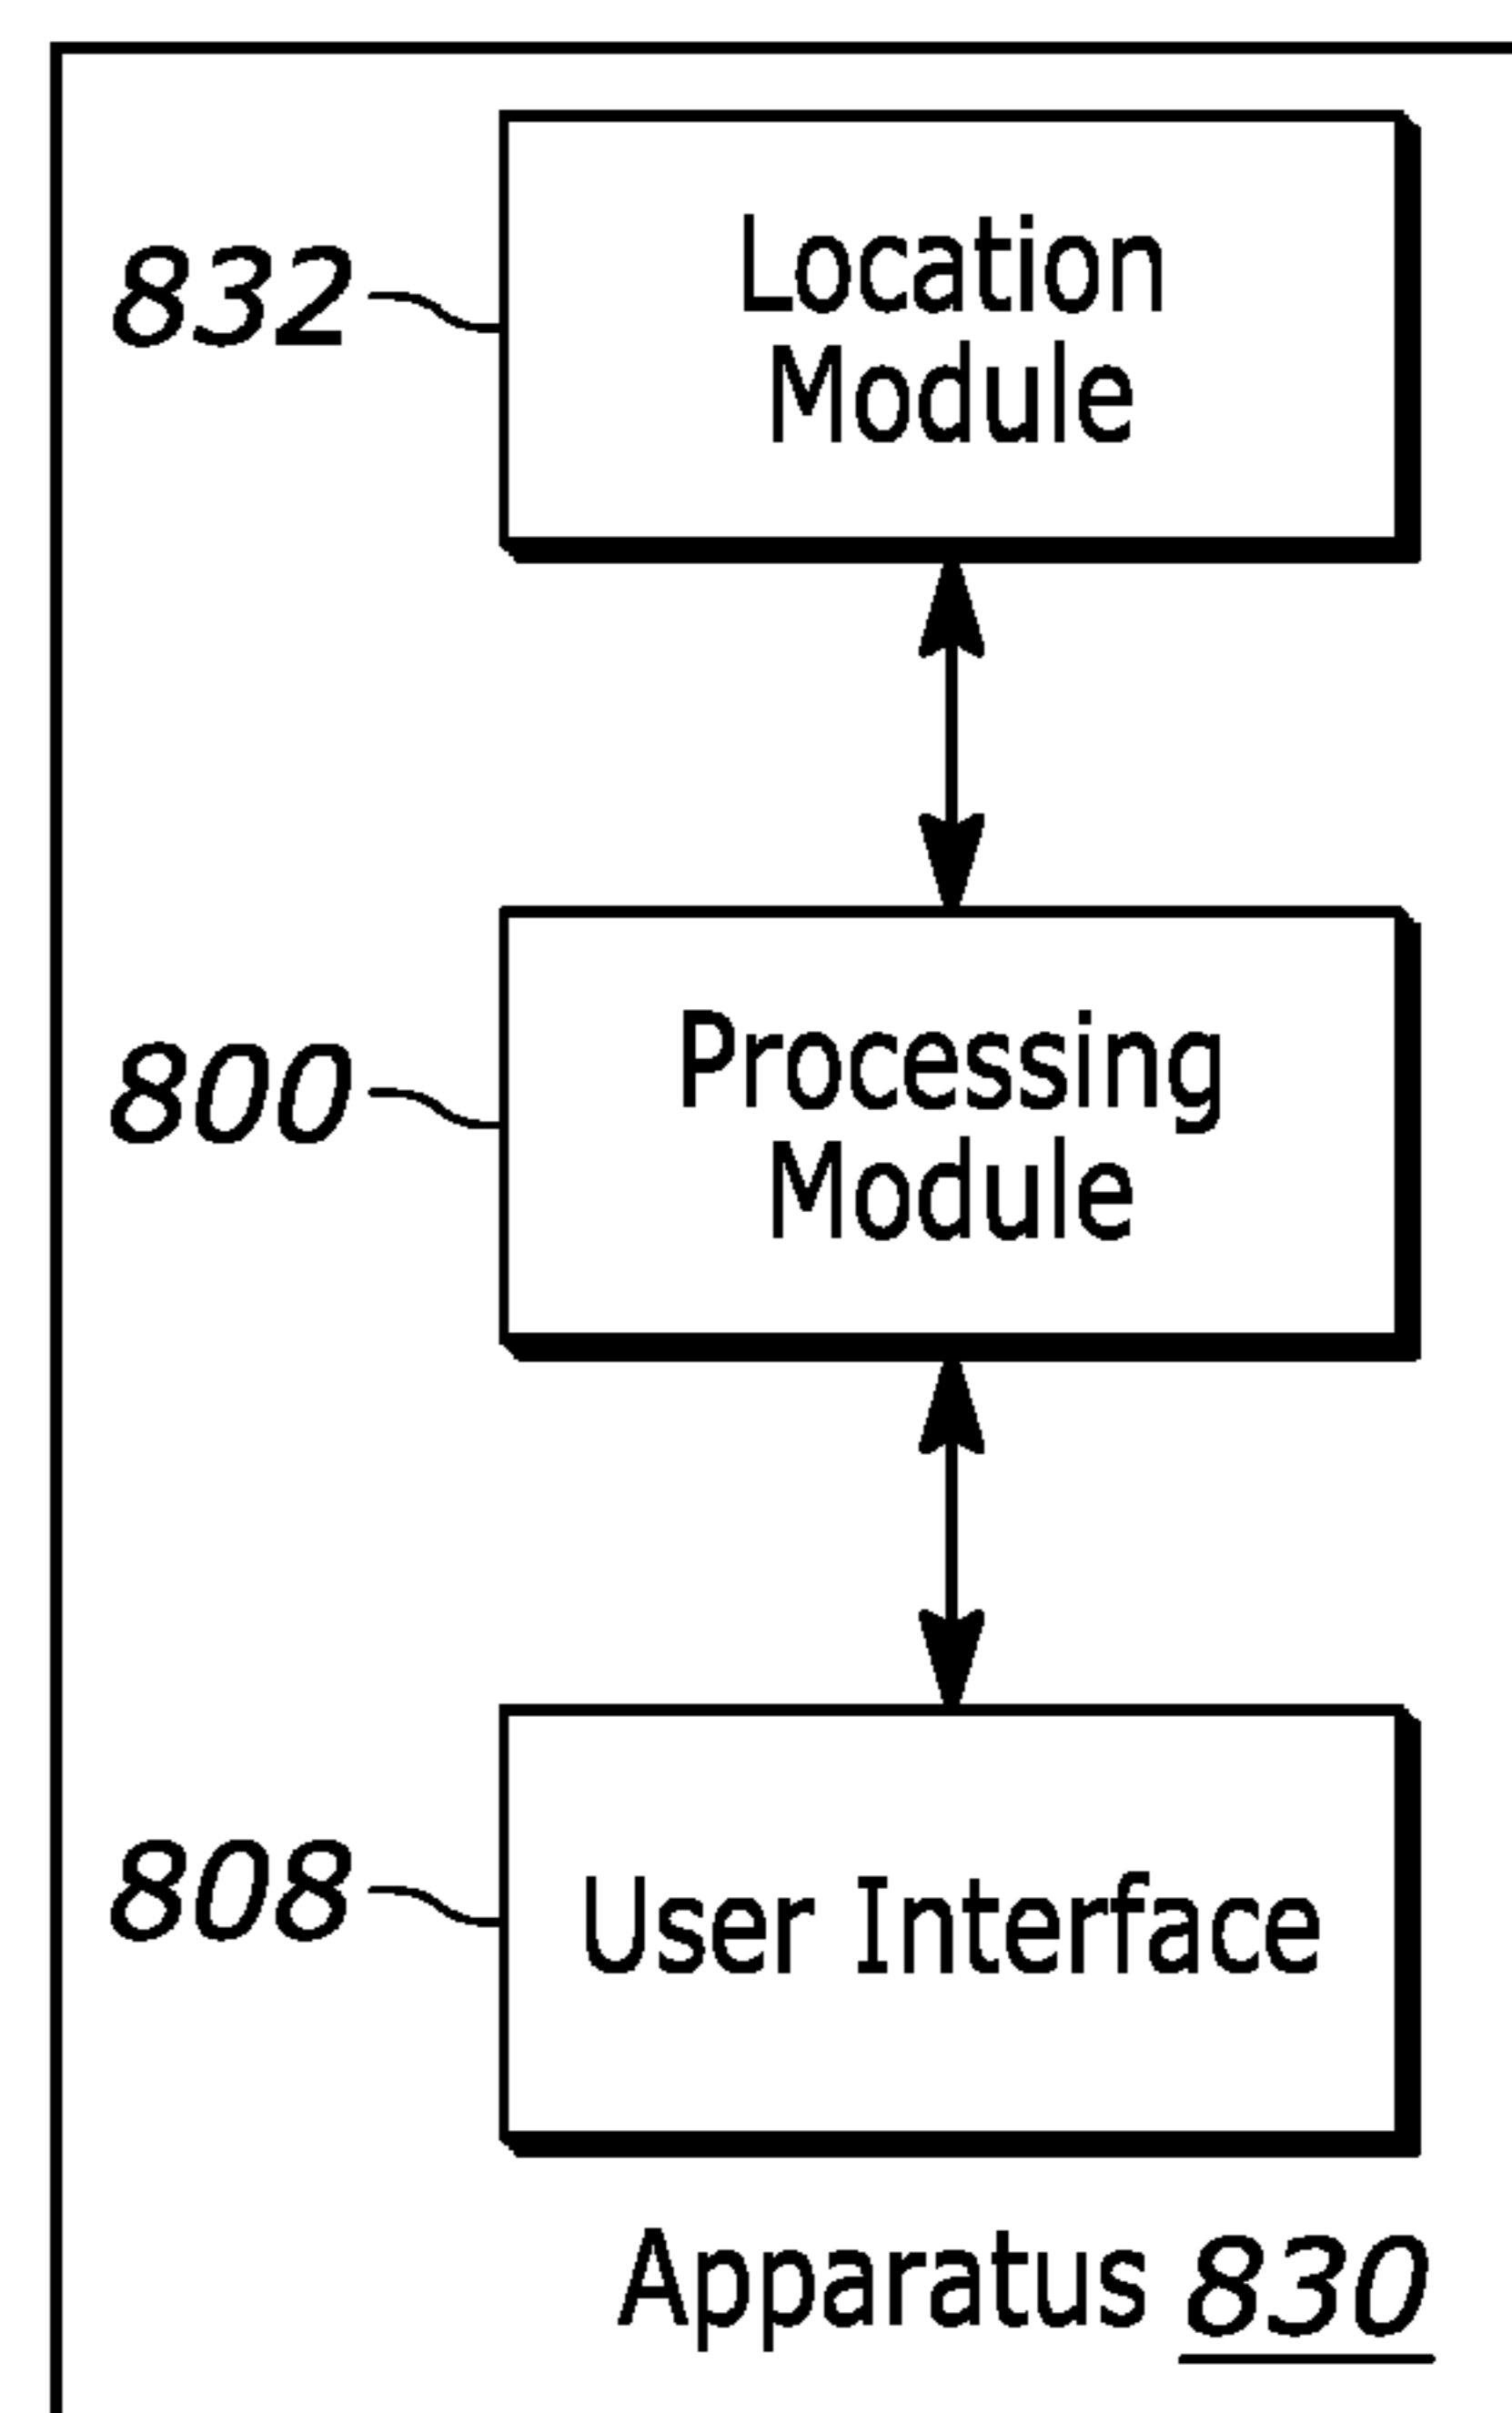 832
Location
Module
800
Processing
Module
808
User Interface
Apparatus 830